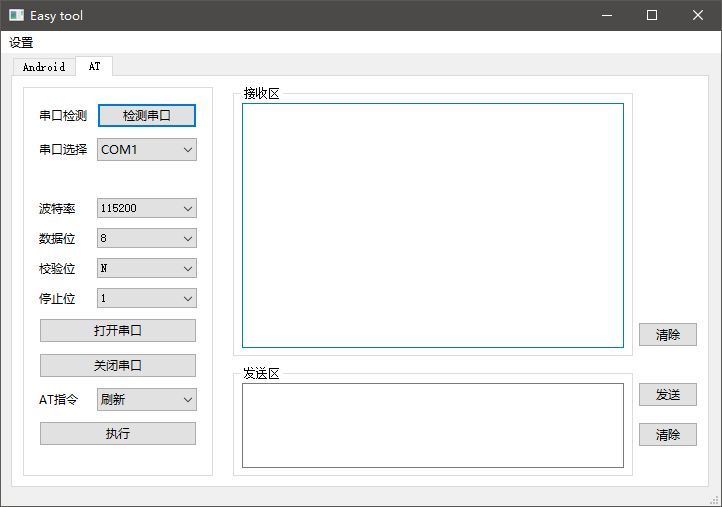 Easy tool
设置
Android AT
串口检测 检测串口
串口选择 COM1
波特率 115200
数据位 8
校验位 N
停止位 1
打开串口
关闭串口
AT指令 刷新
执行
接收区
清除
发送区
发送
清除